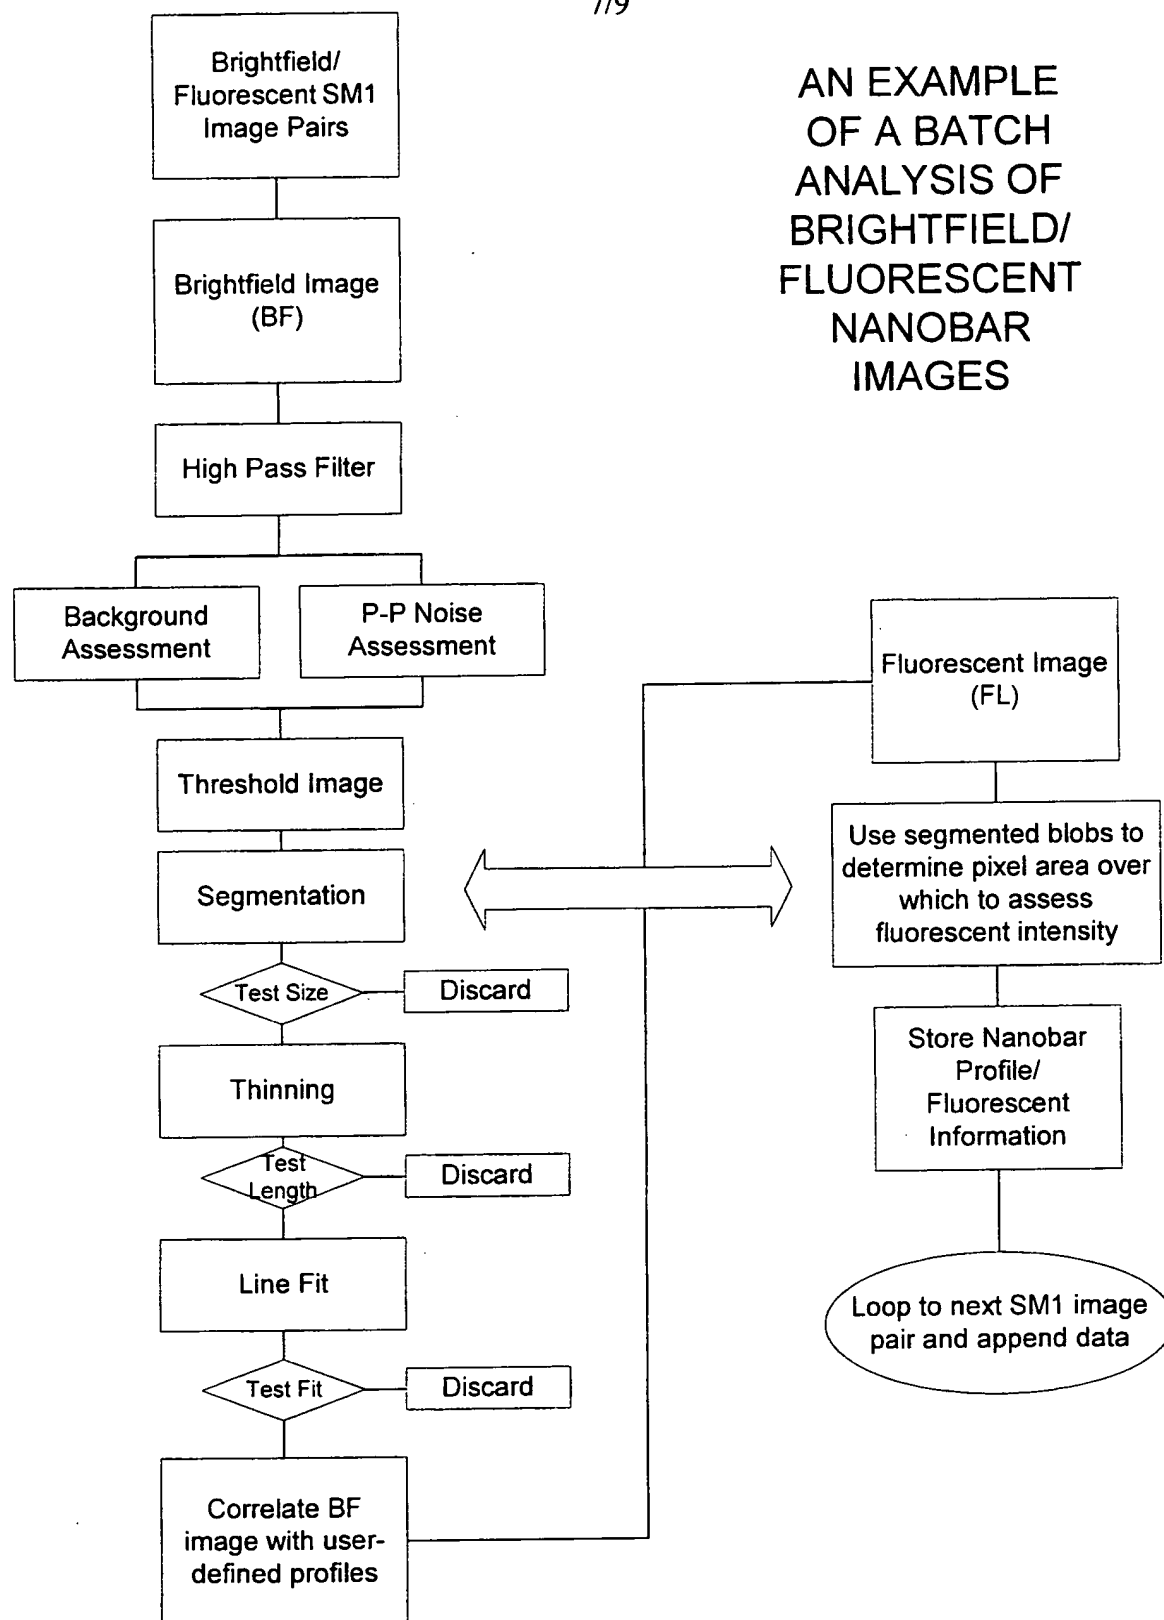 7/9
AN EXAMPLE
OF A BATCH
ANALYSIS OF
BRIGHTFIELD/
FLUORESCENT
NANOBAR
IMAGES
Brightfield/
Fluorescent SM1
Image Pairs
Brightfield Image
(BF)
High Pass Filter
Background
Assessment
P-P Noise
Assessment
Threshold Image
Segmentation
Test Size
Discard
Thinning
Test
Length
Discard
Line Fit
Test Fit
Discard
Correlate BF
image with user-
defined profiles
Fluorescent Image
(FL)
Use segmented blobs to
determine pixel area over
which to assess
fluorescent intensity
Store Nanobar
Profile/
Fluorescent
Information
Loop to next SM1 image
pair and append data